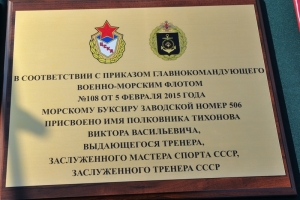 В СООТВЕТСТВИИ С ПРИКАЗОМ ГЛАВНОКОМАНДУЮЩЕГО
ВОЕННО-МОРСКИМ ФЛОТОМ
№108 ОТ 5 ФЕВРАЛЯ 2015 ГОДА
МОРСКОМУ БУКСИРУ ЗАВОДСКОЙ НОМЕР 506
ПРИСВОЕНО ИМЯ ПОЛКОВНИКА ТИХОНОВА
ВИКТОРА ВАСИЛЬЕВИЧА,
ВЫДАЮЩЕГОСЯ ТРЕНЕРА,
ЗАСЛУЖЕННОГО МАСТЕРА СПОРТА СССР,
ЗАСЛУЖЕННОГО ТРЕНЕРА СССР